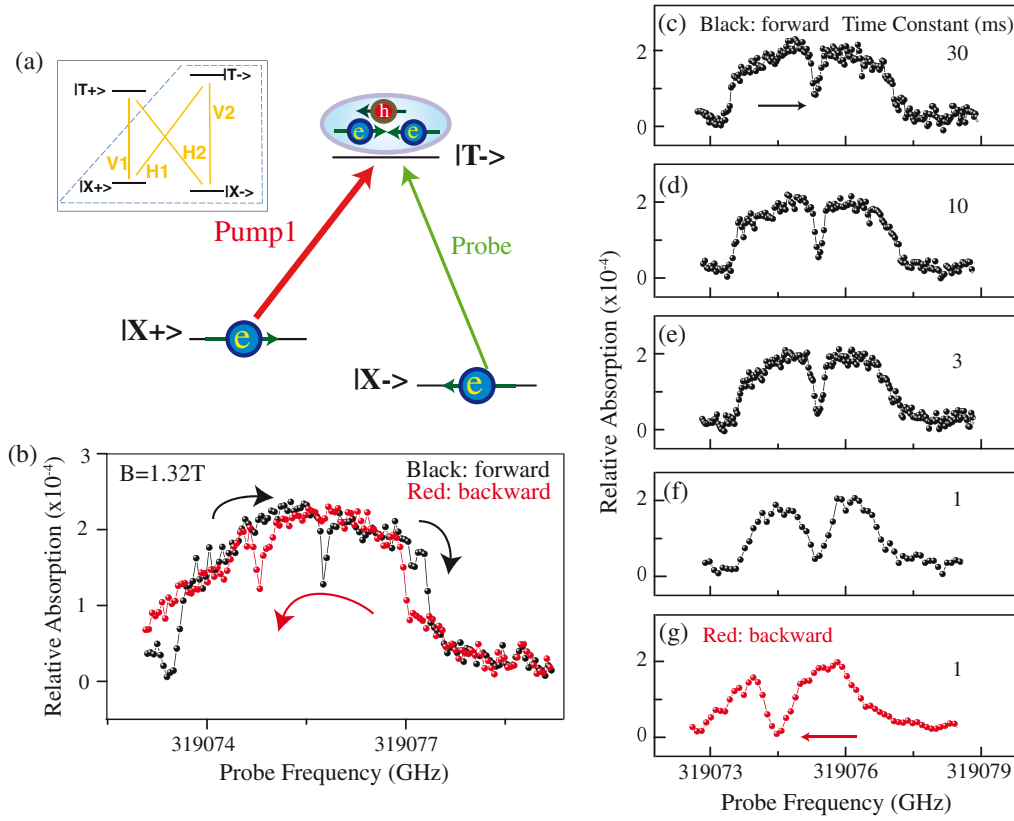 (a)
|T+>
|T->
V2
V1
H1
H2
|X+>
|X->
h
e
e
|T->
Pump1
Probe
|X+>
e
|X->
e
(b)
B=1.32T
Black: forward
Red: backward
Relative Absorption (x10⁻⁴)
3
2
1
0
319074
319077
Probe Frequency (GHz)
(c)
Black: forward Time Constant (ms)
30
2
0
(d)
10
2
0
(e)
3
2
0
(f)
1
2
0
(g)
Red: backward
1
2
0
Relative Absorption (x10⁻⁴)
319073
319076
319079
Probe Frequency (GHz)